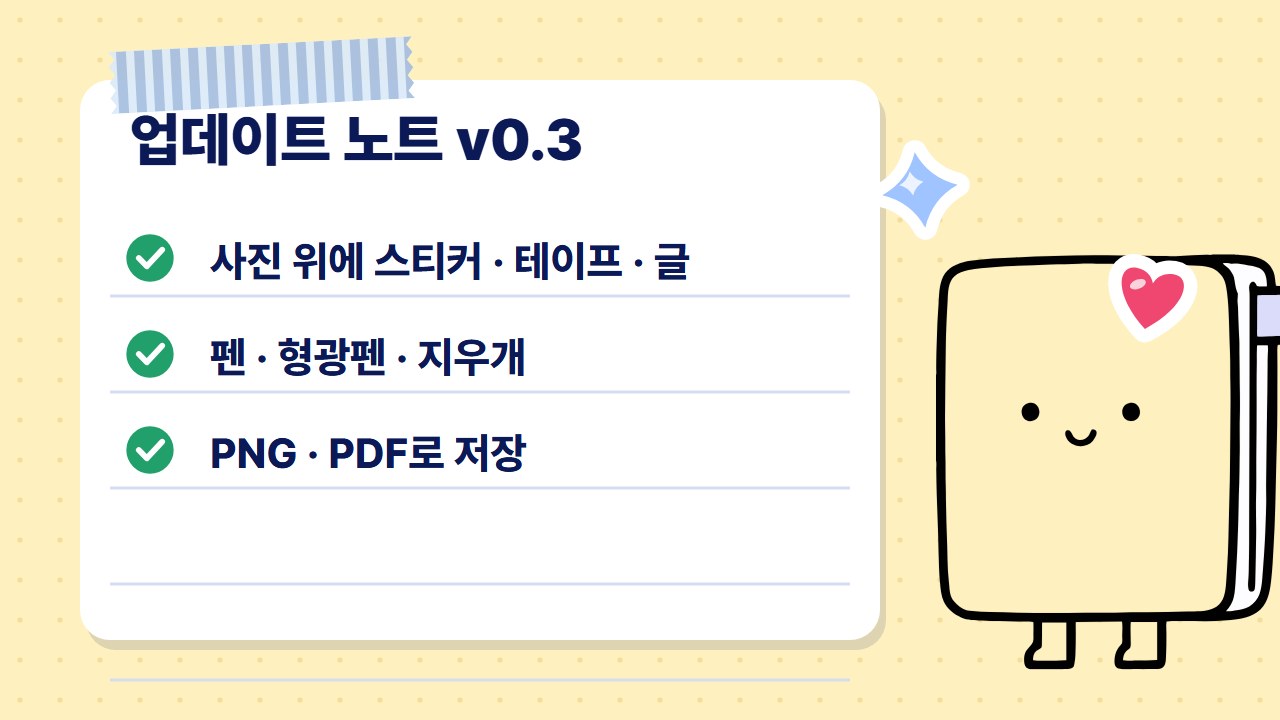 업데이트 노트 v0.3
사진 위에 스티커 · 테이프 · 글
펜 · 형광펜 · 지우개
PNG · PDF로 저장